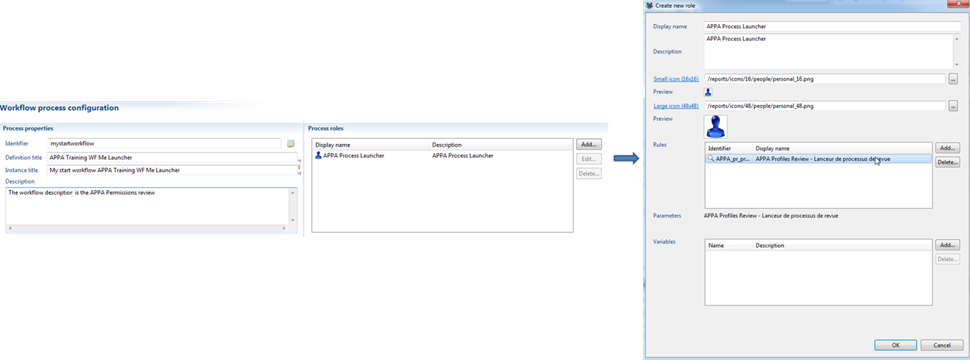 Workflow process configuration
Process properties
Identifier
mystartworkflow
Definition title
APPA Training WF Me Launcher
Instance title
My start workflow APPA Training WF Me Launcher
Description
The workflow description is the APPA Permissions review
Process roles
Display name Description
APPA Process Launcher APPA Process Launcher
Add...
Edit...
Delete...
Create new role
Display name
APPA Process Launcher
Description
APPA Process Launcher
Small icon (16x16)
/reports/icons/16/people/personal_16.png
...
Preview
Large icon (48x48)
/reports/icons/48/people/personal_48.png
...
Preview
Rules
Identifier Display name
APPA_pr_pr... APPA Profiles Review - Lanceur de processus de revue
Add...
Delete...
Parameters
APPA Profiles Review - Lanceur de processus de revue
Variables
Name Description
Add...
Delete...
OK Cancel